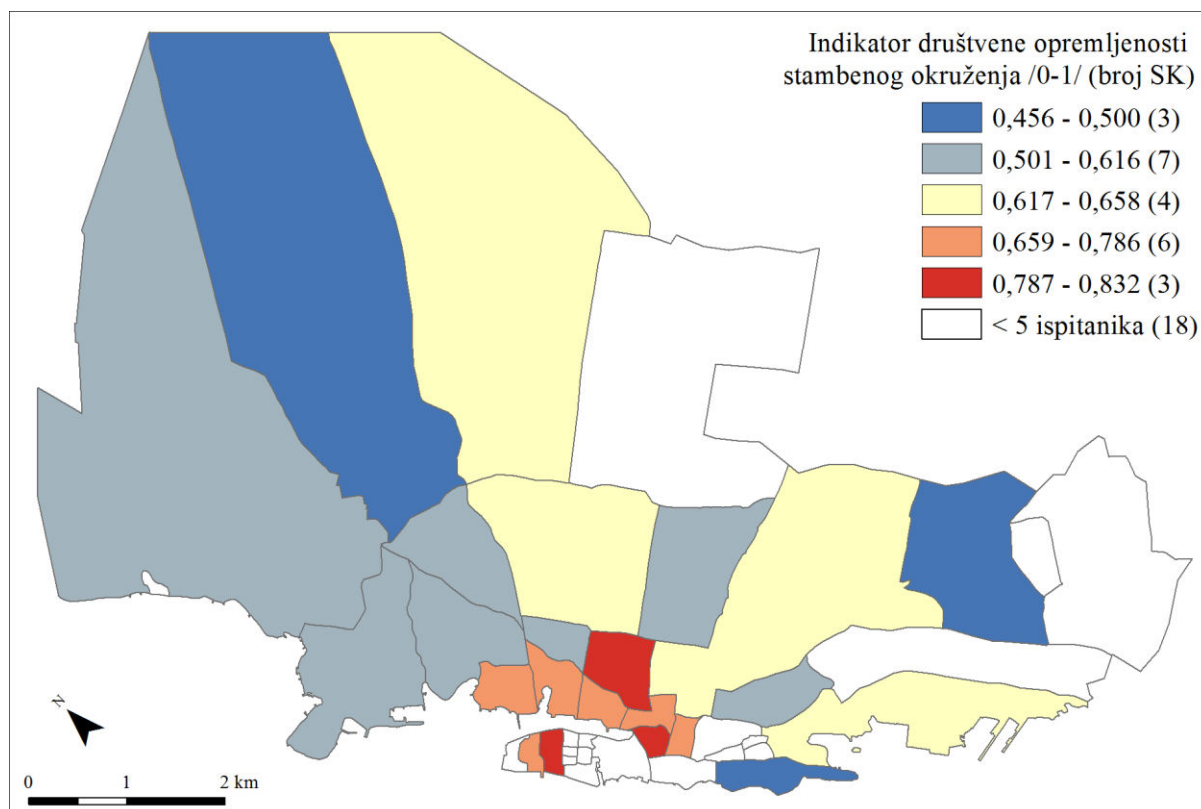 Indikator društvene opremljenosti
stambenog okruženja /0-1/ (broj SK)
0,456 - 0,500 (3)
0,501 - 0,616 (7)
0,617 - 0,658 (4)
0,659 - 0,786 (6)
0,787 - 0,832 (3)
< 5 ispitanika (18)
N
0 1 2 km